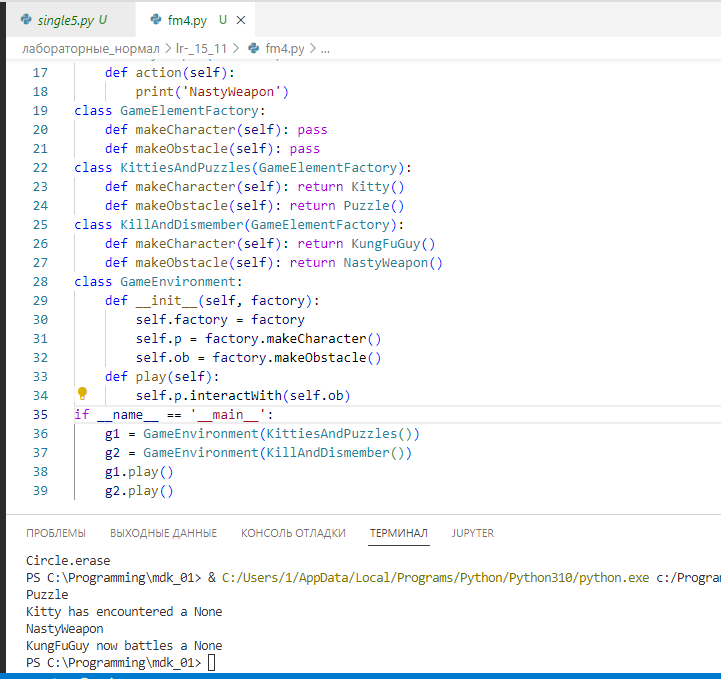 single5.py U fm4.py U
лабораторные_нормал > lr-_15_11 > fm4.py > ...
17 def action(self):
18 print('NastyWeapon')
19 class GameElementFactory:
20 def makeCharacter(self): pass
21 def makeObstacle(self): pass
22 class KittiesAndPuzzles(GameElementFactory):
23 def makeCharacter(self): return Kitty()
24 def makeObstacle(self): return Puzzle()
25 class KillAndDismember(GameElementFactory):
26 def makeCharacter(self): return KungFuGuy()
27 def makeObstacle(self): return NastyWeapon()
28 class GameEnvironment:
29 def __init__(self, factory):
30 self.factory = factory
31 self.p = factory.makeCharacter()
32 self.ob = factory.makeObstacle()
33 def play(self):
34 self.p.interactWith(self.ob)
35 if __name__ == '__main__':
36 g1 = GameEnvironment(KittiesAndPuzzles())
37 g2 = GameEnvironment(KillAndDismember())
38 g1.play()
39 g2.play()
ПРОБЛЕМЫ ВЫХОДНЫЕ ДАННЫЕ КОНСОЛЬ ОТЛАДКИ ТЕРМИНАЛ JUPYTER
Circle.erase
PS C:\Programming\mdk_01> & C:/Users/1/AppData/Local/Programs/Python/Python310/python.exe c:/Progra
Puzzle
Kitty has encountered a None
NastyWeapon
KungFuGuy now battles a None
PS C:\Programming\mdk_01>